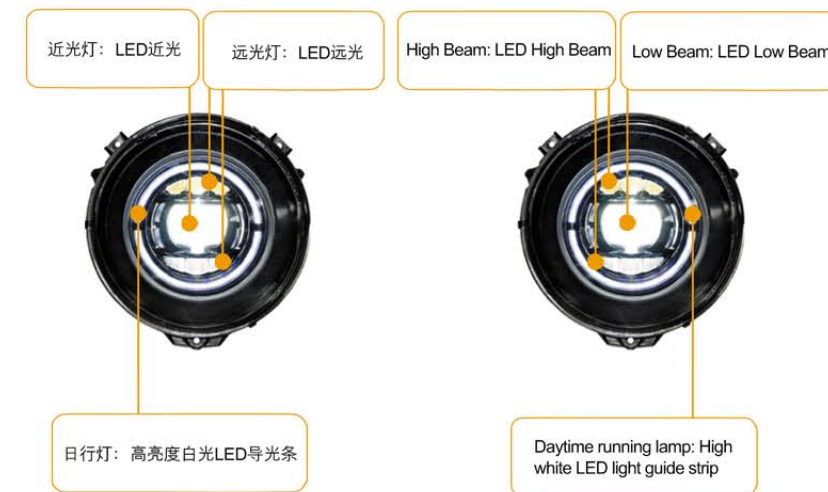 近光灯：LED近光
远光灯：LED远光
High Beam: LED High Beam
Low Beam: LED Low Beam
日行灯：高亮度白光LED导光条
Daytime running lamp: High
white LED light guide strip